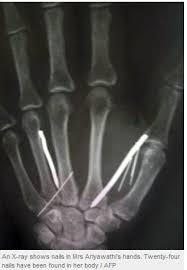 An X-ray shows nails in Mrs Ariyawathi's hands. Twenty-four
nails have been found in her body / AFP